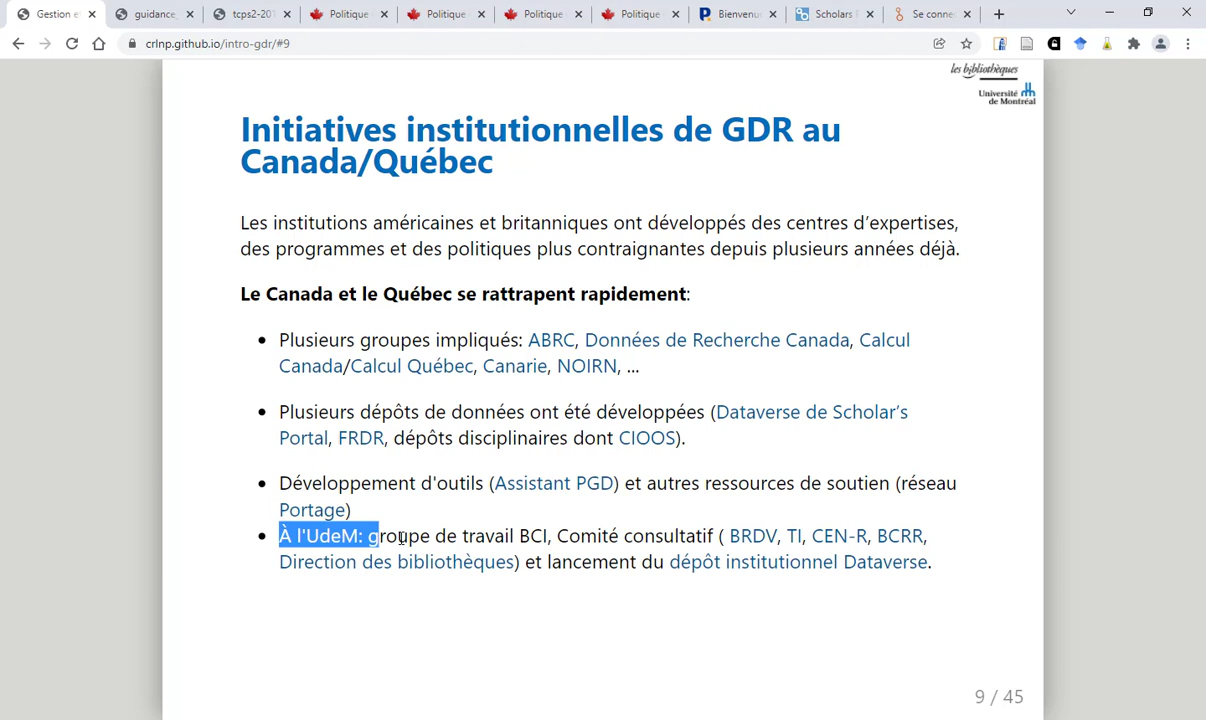 Gestion e
guidance_
tcps2-201
Politique
Politique
Politique
Politique
Bienvenu
Scholars
Se conne
crlnp.github.io/intro-gdr/#9
les bibliothèques
Université
de Montréal
Initiatives institutionnelles de GDR au
Canada/Québec
Les institutions américaines et britanniques ont développés des centres d’expertises,
des programmes et des politiques plus contraignantes depuis plusieurs années déjà.
Le Canada et le Québec se rattrapent rapidement:
• Plusieurs groupes impliqués: ABRC, Données de Recherche Canada, Calcul
Canada/Calcul Québec, Canarie, NOIRN, ...
• Plusieurs dépôts de données ont été développées (Dataverse de Scholar’s
Portal, FRDR, dépôts disciplinaires dont CIOOS).
• Développement d'outils (Assistant PGD) et autres ressources de soutien (réseau
Portage)
• À l'UdeM: groupe de travail BCI, Comité consultatif ( BRDV, TI, CEN-R, BCRR,
Direction des bibliothèques) et lancement du dépôt institutionnel Dataverse.
9 / 45